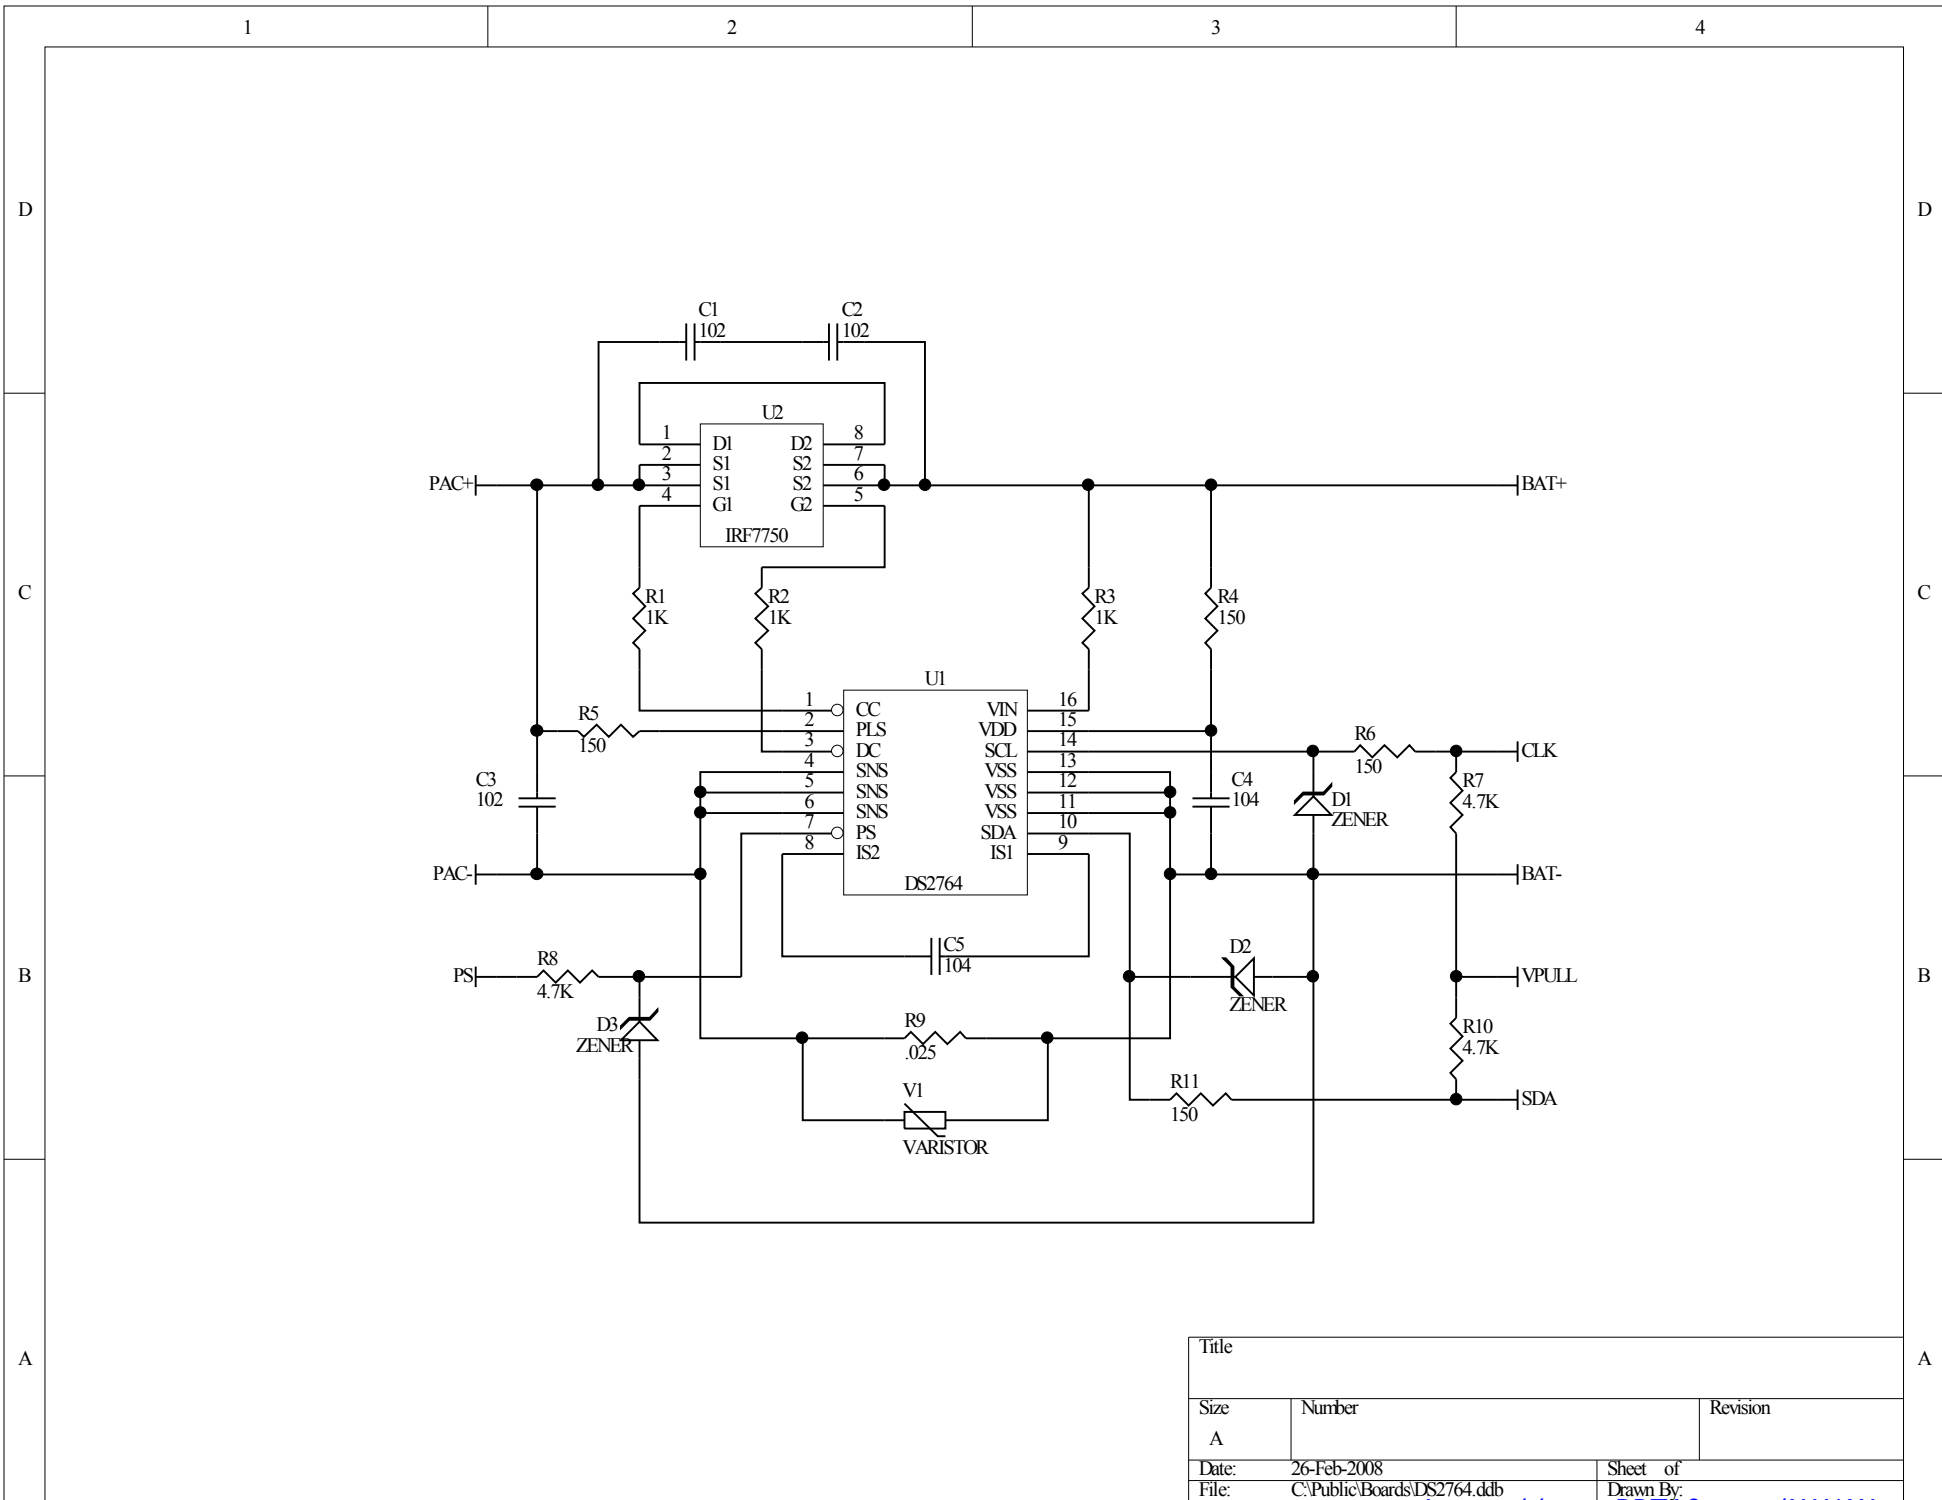 1 2 3 4
D D
C1 C2
102 102
U2
1 D1 D2 8
2 S1 S2 7
3 S1 S2 6
4 G1 G2 5
PAC+ BAT+
IRF7750
C C
R1 R2 R3 R4
1K 1K 1K 150
U1
1 CC VIN 16
2 PLS VDD 15
3 DC SCL 14
4 SNS VSS 13
5 SNS VSS 12
6 SNS VSS 11
7 PS SDA 10
8 IS2 IS1 9
DS2764
R5
150
R6
150
CLK
C3
102
C4
104
D1
ZENER
R7
4.7K
PAC- BAT-
C5
104
D2
ZENER
B B
PS
R8
4.7K
VPULL
D3
ZENER
R9
.025
R10
4.7K
V1
VARISTOR
R11
150
SDA
A A
Title
Size Number Revision
A
Date: 26-Feb-2008 Sheet of
File: C:\Public\Boards\DS2764.ddb Drawn By: